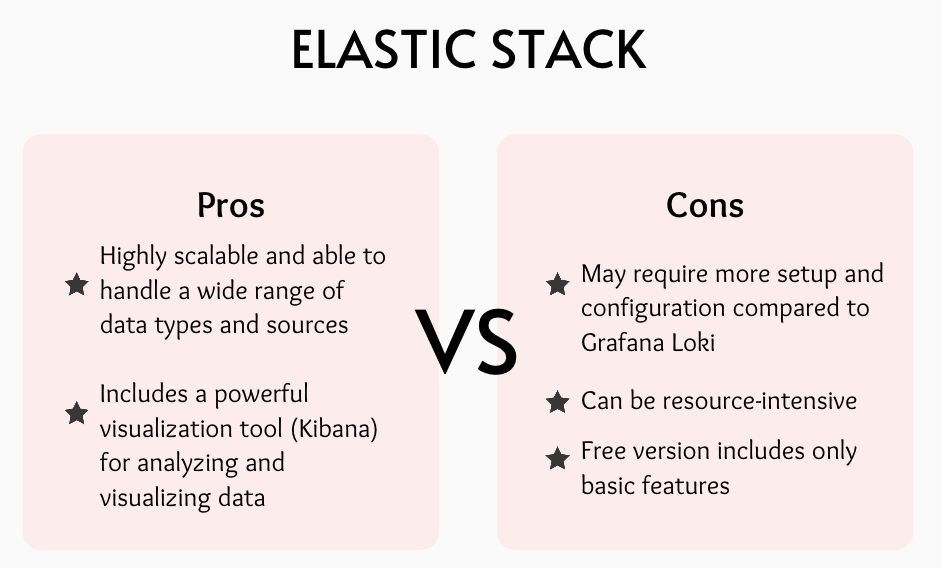 ELASTIC STACK
Pros
Highly scalable and able to
handle a wide range of
data types and sources
Includes a powerful
visualization tool (Kibana)
for analyzing and
visualizing data
VS
Cons
May require more setup and
configuration compared to
Grafana Loki
Can be resource-intensive
Free version includes only
basic features